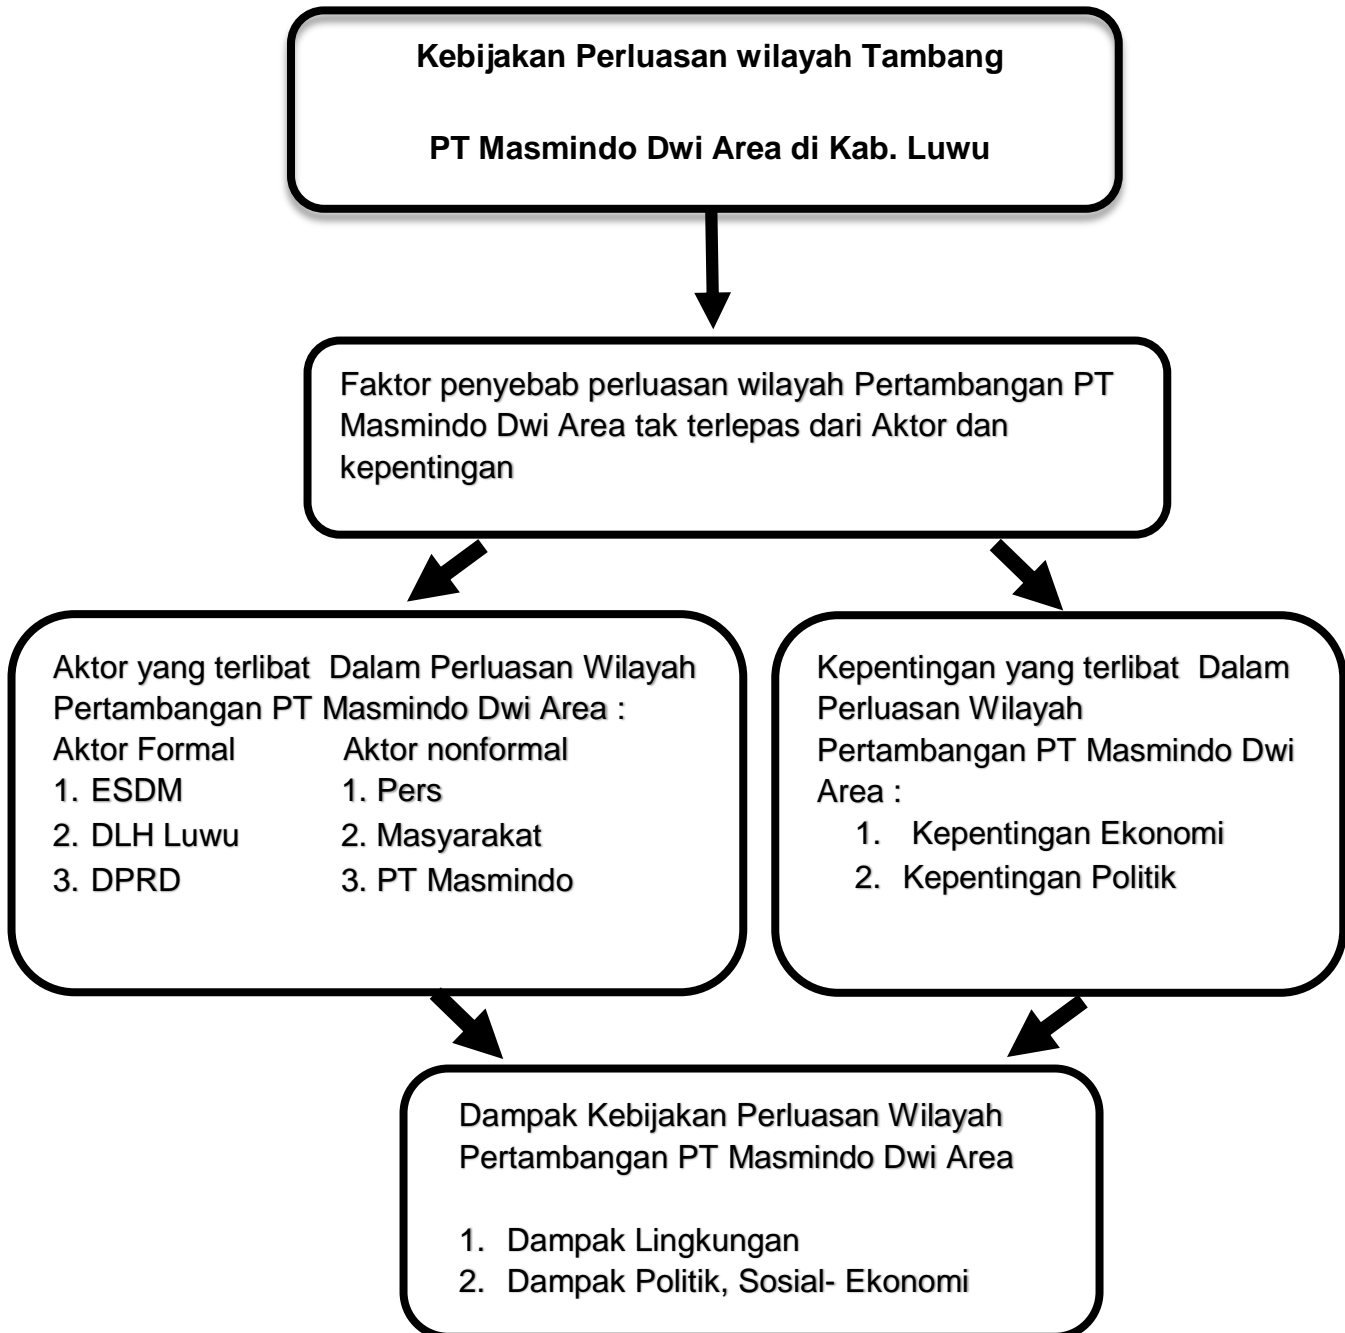 Kebijakan Perluasan wilayah Tambang
PT Masmindo Dwi Area di Kab. Luwu
Faktor penyebab perluasan wilayah Pertambangan PT
Masmindo Dwi Area tak terlepas dari Aktor dan
kepentingan
Aktor yang terlibat Dalam Perluasan Wilayah
Pertambangan PT Masmindo Dwi Area :
Aktor Formal Aktor nonformal
1. ESDM 1. Pers
2. DLH Luwu 2. Masyarakat
3. DPRD 3. PT Masmindo
Kepentingan yang terlibat Dalam
Perluasan Wilayah
Pertambangan PT Masmindo Dwi
Area :
1. Kepentingan Ekonomi
2. Kepentingan Politik
Dampak Kebijakan Perluasan Wilayah
Pertambangan PT Masmindo Dwi Area
1. Dampak Lingkungan
2. Dampak Politik, Sosial- Ekonomi